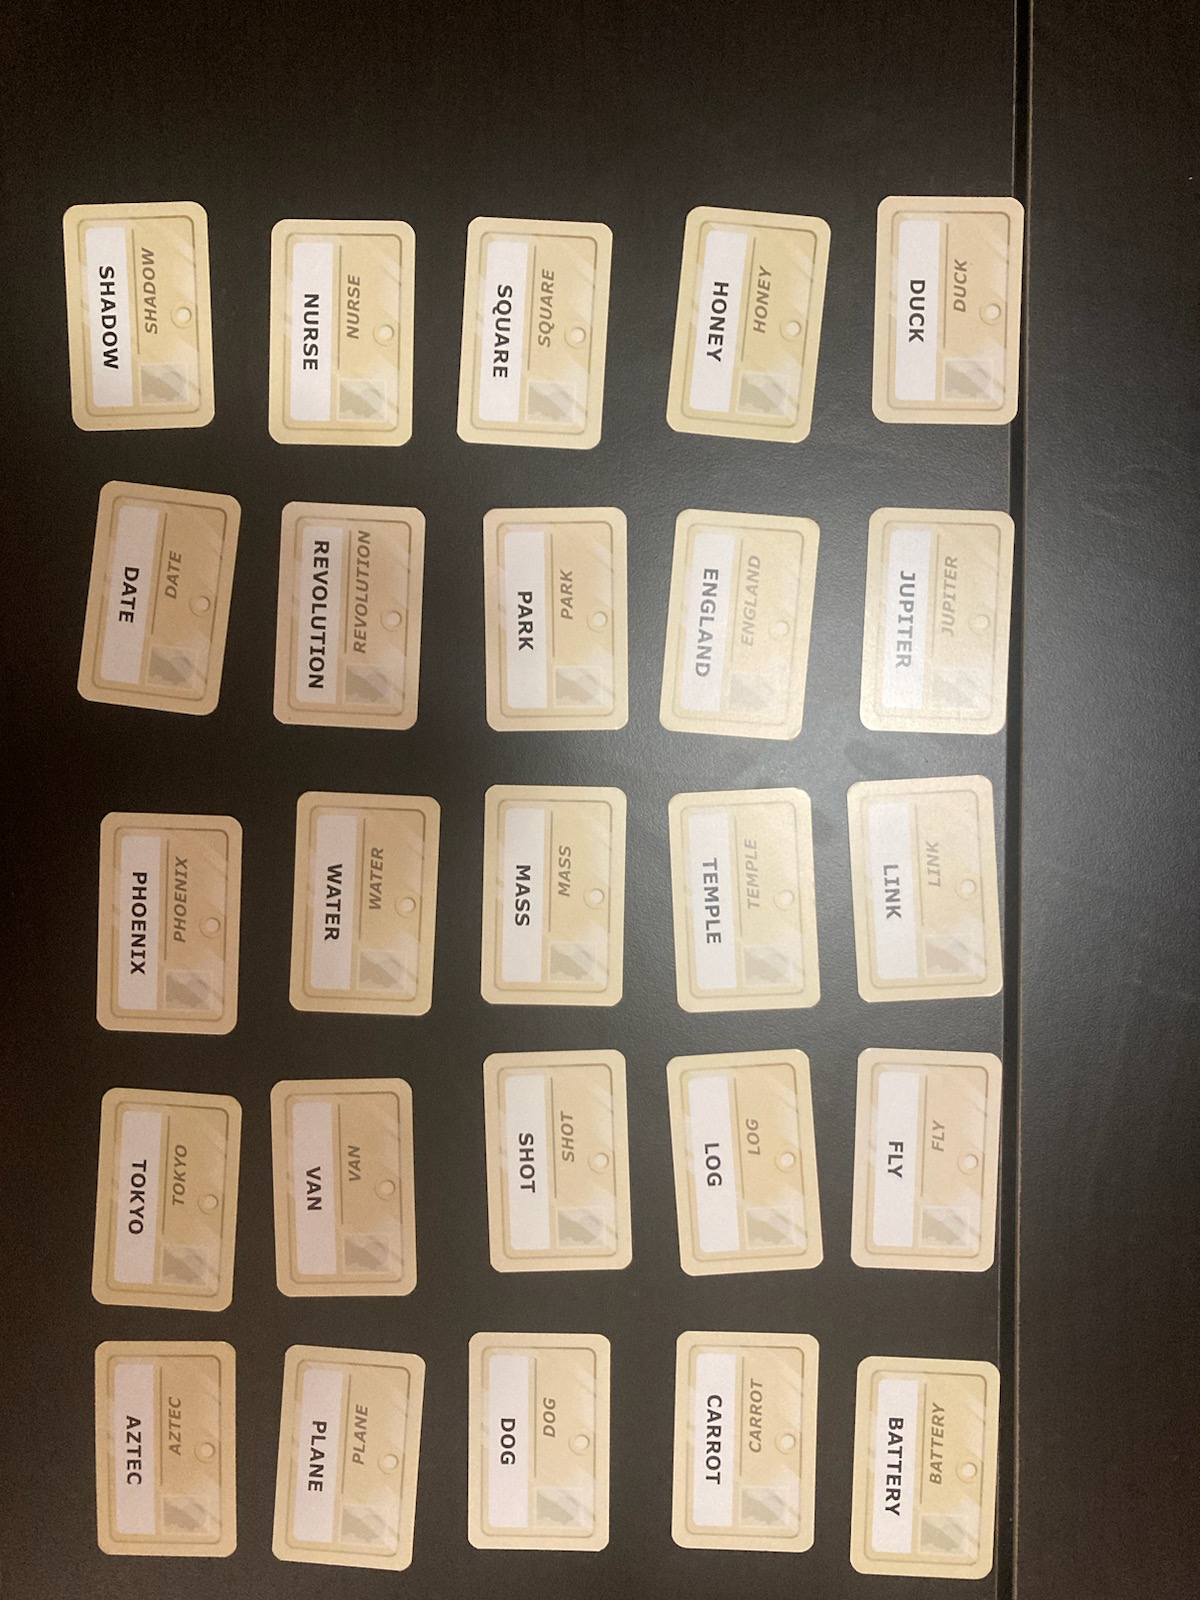 AZTEC
AZTEC
TOKYO
TOKYO
PHOENIX
PHOENIX
DATE
DATE
SHADOW
SHADOW
PLANE
PLANE
VAN
VAN
WATER
WATER
REVOLUTION
REVOLUTION
NURSE
NURSE
DOG
DOG
SHOT
SHOT
MASS
MASS
PARK
PARK
SQUARE
SQUARE
CARROT
CARROT
LOG
LOG
TEMPLE
TEMPLE
ENGLAND
ENGLAND
HONEY
HONEY
BATTERY
BATTERY
FLY
FLY
LINK
LINK
JUPITER
JUPITER
DUCK
DUCK